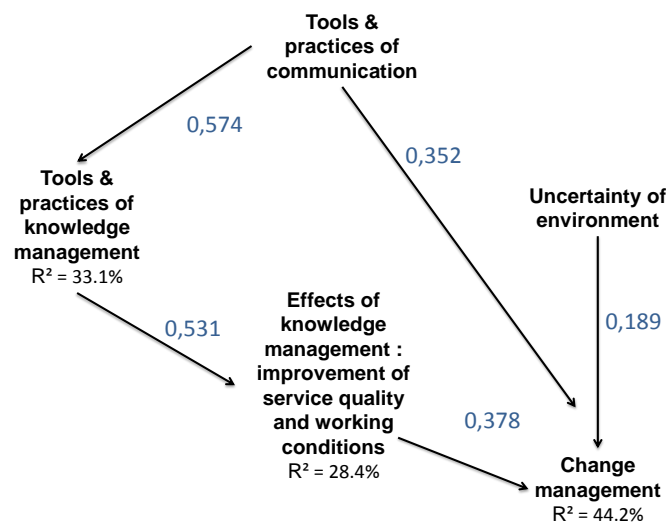 Tools &
practices of
communication
0,574
0,352
Tools &
practices of
knowledge
management
R² = 33.1%
Uncertainty of
environment
0,531
Effects of
knowledge
management :
improvement of
service quality
and working
conditions
R² = 28.4%
0,189
0,378
Change
management
R² = 44.2%